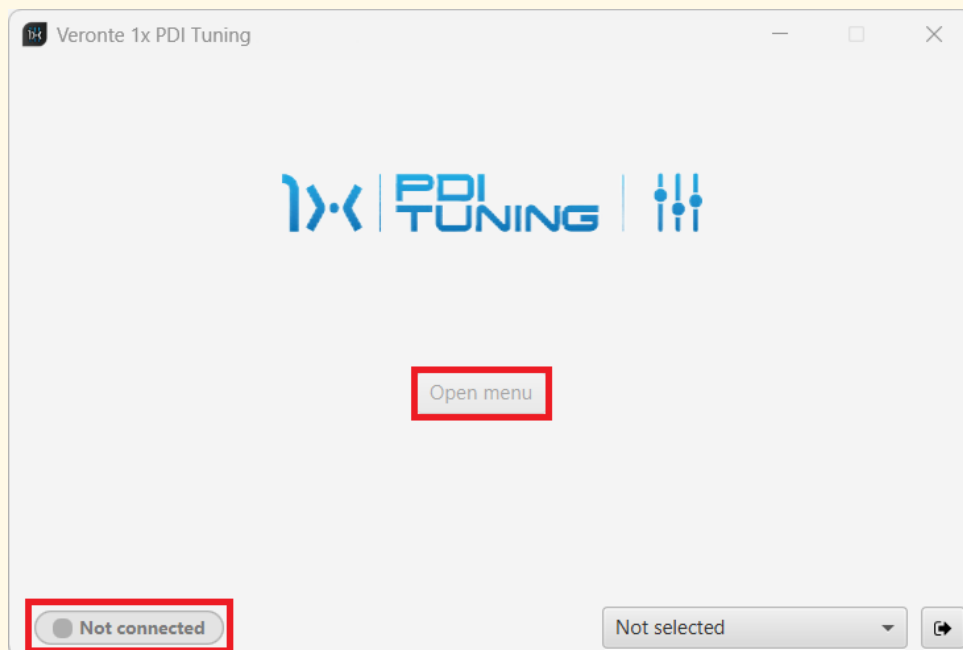 Veronte 1x PDI Tuning
1x PDI
TUNING
Open menu
Not connected
Not selected